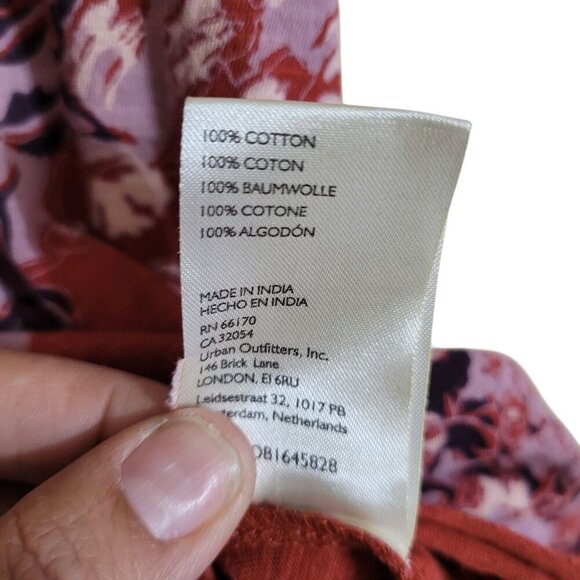 100% COTTON
100% COTON
100% BAUMWOLLE
100% COTONE
100% ALGODÓN
MADE IN INDIA
HECHO EN INDIA
RN 66170
CA 32054
Urban Outfitters, Inc.
146 Brick Lane
LONDON, E1 6RU
Leidsestraat 32, 1017 PB
Netherlands
OB1645828